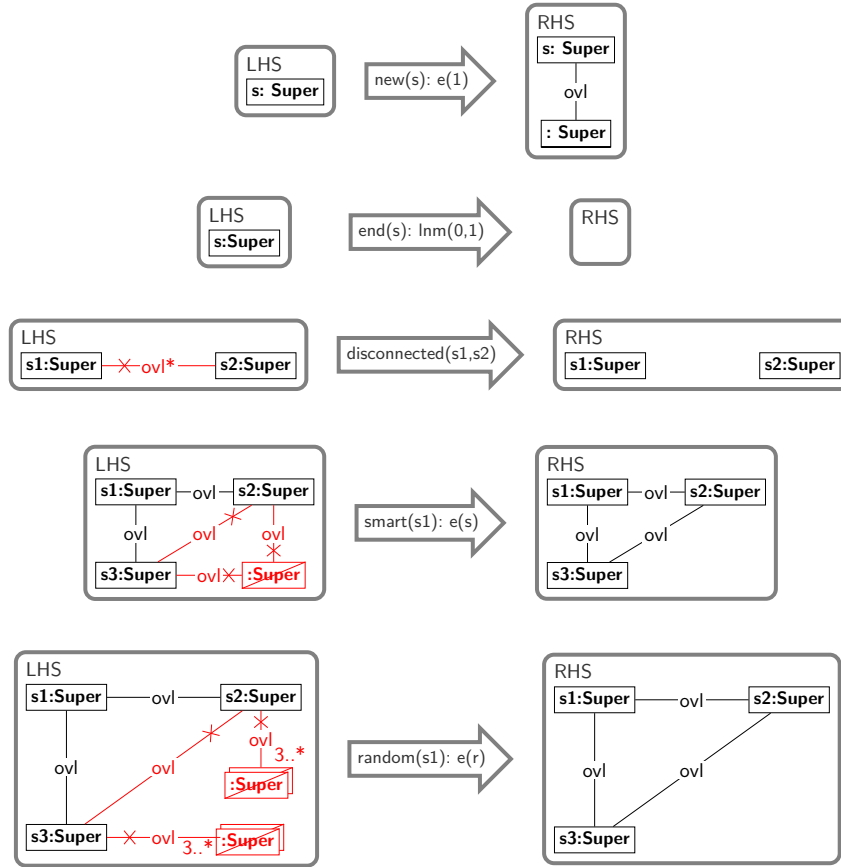 LHS
s: Super
new(s): e(1)
RHS
s: Super
ovl
: Super
LHS
s:Super
end(s): lnm(0,1)
RHS
LHS
s1:Super ovl* s2:Super
disconnected(s1,s2)
RHS
s1:Super s2:Super
LHS
s1:Super ovl s2:Super
ovl ovl ovl
s3:Super ovl :Super
smart(s1): e(s)
RHS
s1:Super ovl s2:Super
ovl ovl
s3:Super
LHS
s1:Super ovl s2:Super
ovl
3..*
ovl ovl
:Super
s3:Super ovl :Super
3..*
random(s1): e(r)
RHS
s1:Super ovl s2:Super
ovl ovl
s3:Super